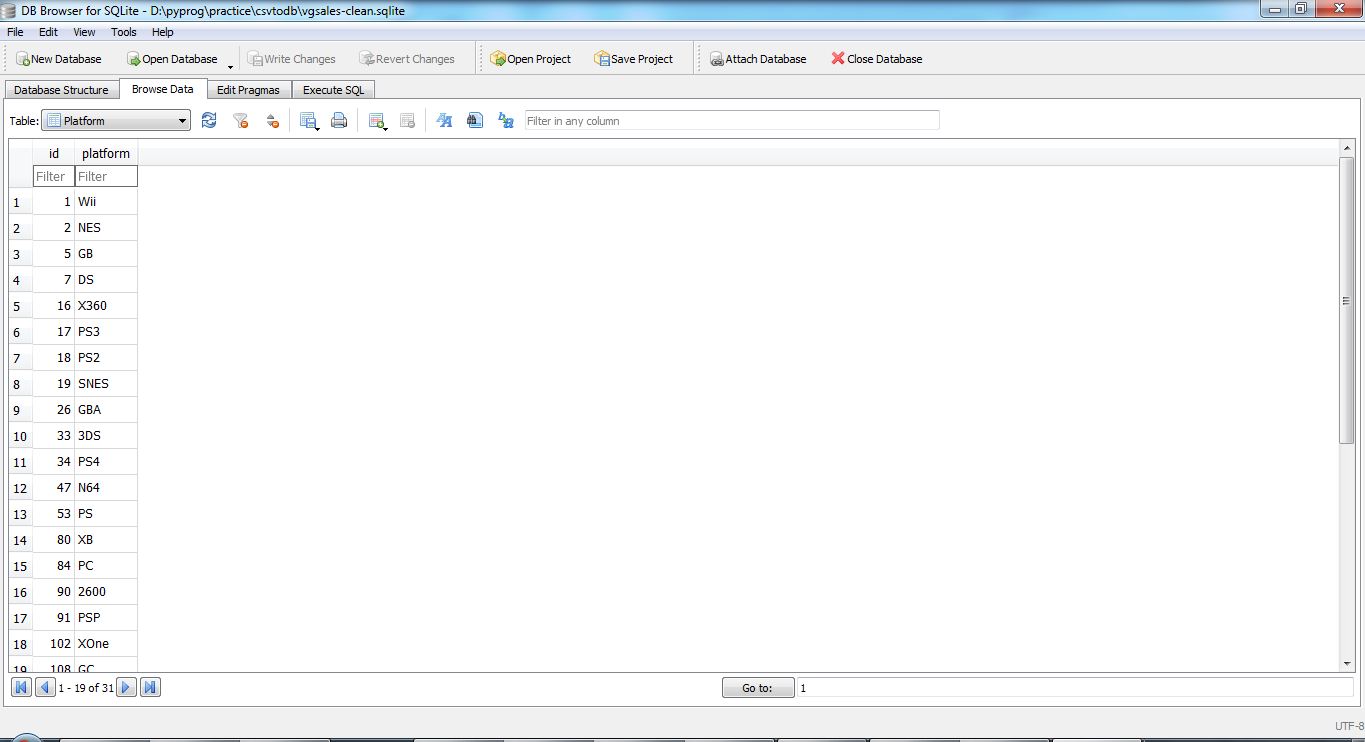 DB Browser for SQLite - D:\pyprog\practice\csvtodb\vgsales-clean.sqlite
File Edit View Tools Help
New Database Open Database Write Changes Revert Changes Open Project Save Project Attach Database Close Database
Database Structure Browse Data Edit Pragmas Execute SQL
Table: Platform Filter in any column
id platform
Filter Filter
1 1 Wii
2 2 NES
3 5 GB
4 7 DS
5 16 X360
6 17 PS3
7 18 PS2
8 19 SNES
9 26 GBA
10 33 3DS
11 34 PS4
12 47 N64
13 53 PS
14 80 XB
15 84 PC
16 90 2600
17 91 PSP
18 102 XOne
19 108 GC
1 - 19 of 31 Go to: 1
UTF-8